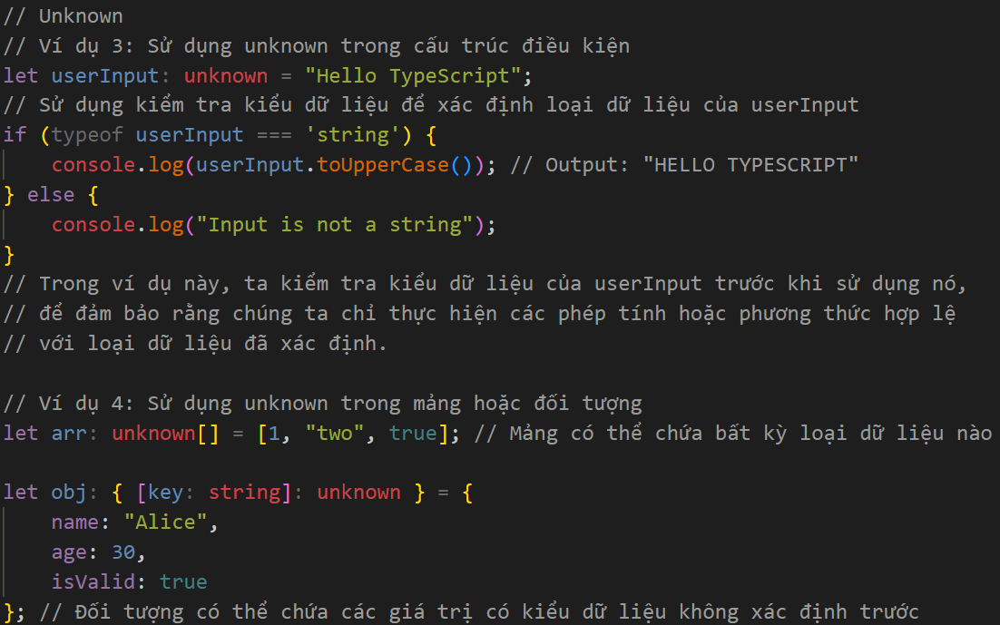 // Unknown
// Ví dụ 3: Sử dụng unknown trong cấu trúc điều kiện
let userInput: unknown = "Hello TypeScript";
// Sử dụng kiểm tra kiểu dữ liệu để xác định loại dữ liệu của userInput
if (typeof userInput === 'string') {
    console.log(userInput.toUpperCase()); // Output: "HELLO TYPESCRIPT"
} else {
    console.log("Input is not a string");
}
// Trong ví dụ này, ta kiểm tra kiểu dữ liệu của userInput trước khi sử dụng nó,
// để đảm bảo rằng chúng ta chỉ thực hiện các phép tính hoặc phương thức hợp lệ
// với loại dữ liệu đã xác định.
// Ví dụ 4: Sử dụng unknown trong mảng hoặc đối tượng
let arr: unknown[] = [1, "two", true]; // Mảng có thể chứa bất kỳ loại dữ liệu nào
let obj: { [key: string]: unknown } = {
    name: "Alice",
    age: 30,
    isValid: true
}; // Đối tượng có thể chứa các giá trị có kiểu dữ liệu không xác định trước